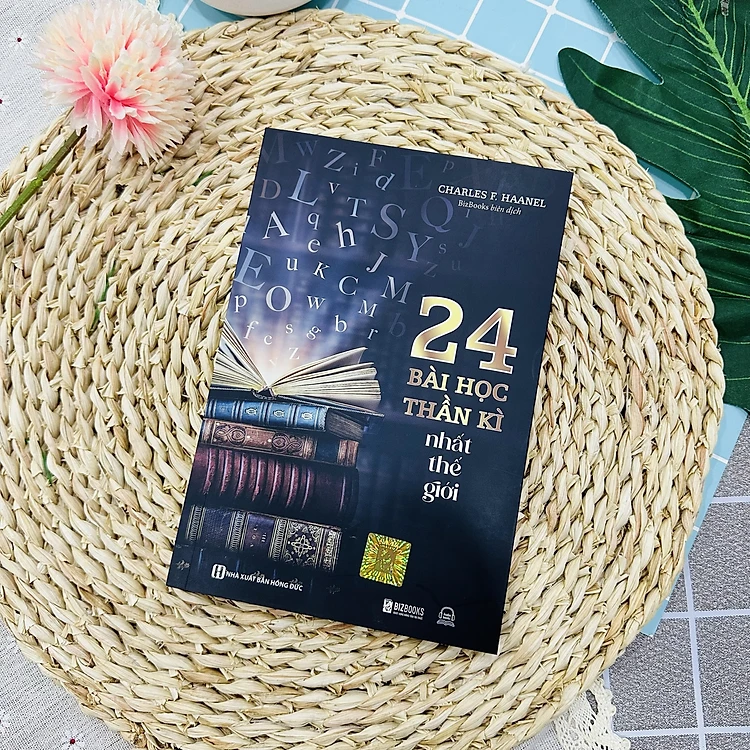 CHARLES F. HAANEL
BizBooks biên dịch
24
BÀI HỌC
THẦN KÌ
nhất
thế
giới
NHÀ XUẤT BẢN HỒNG ĐỨC
BIZBOOKS